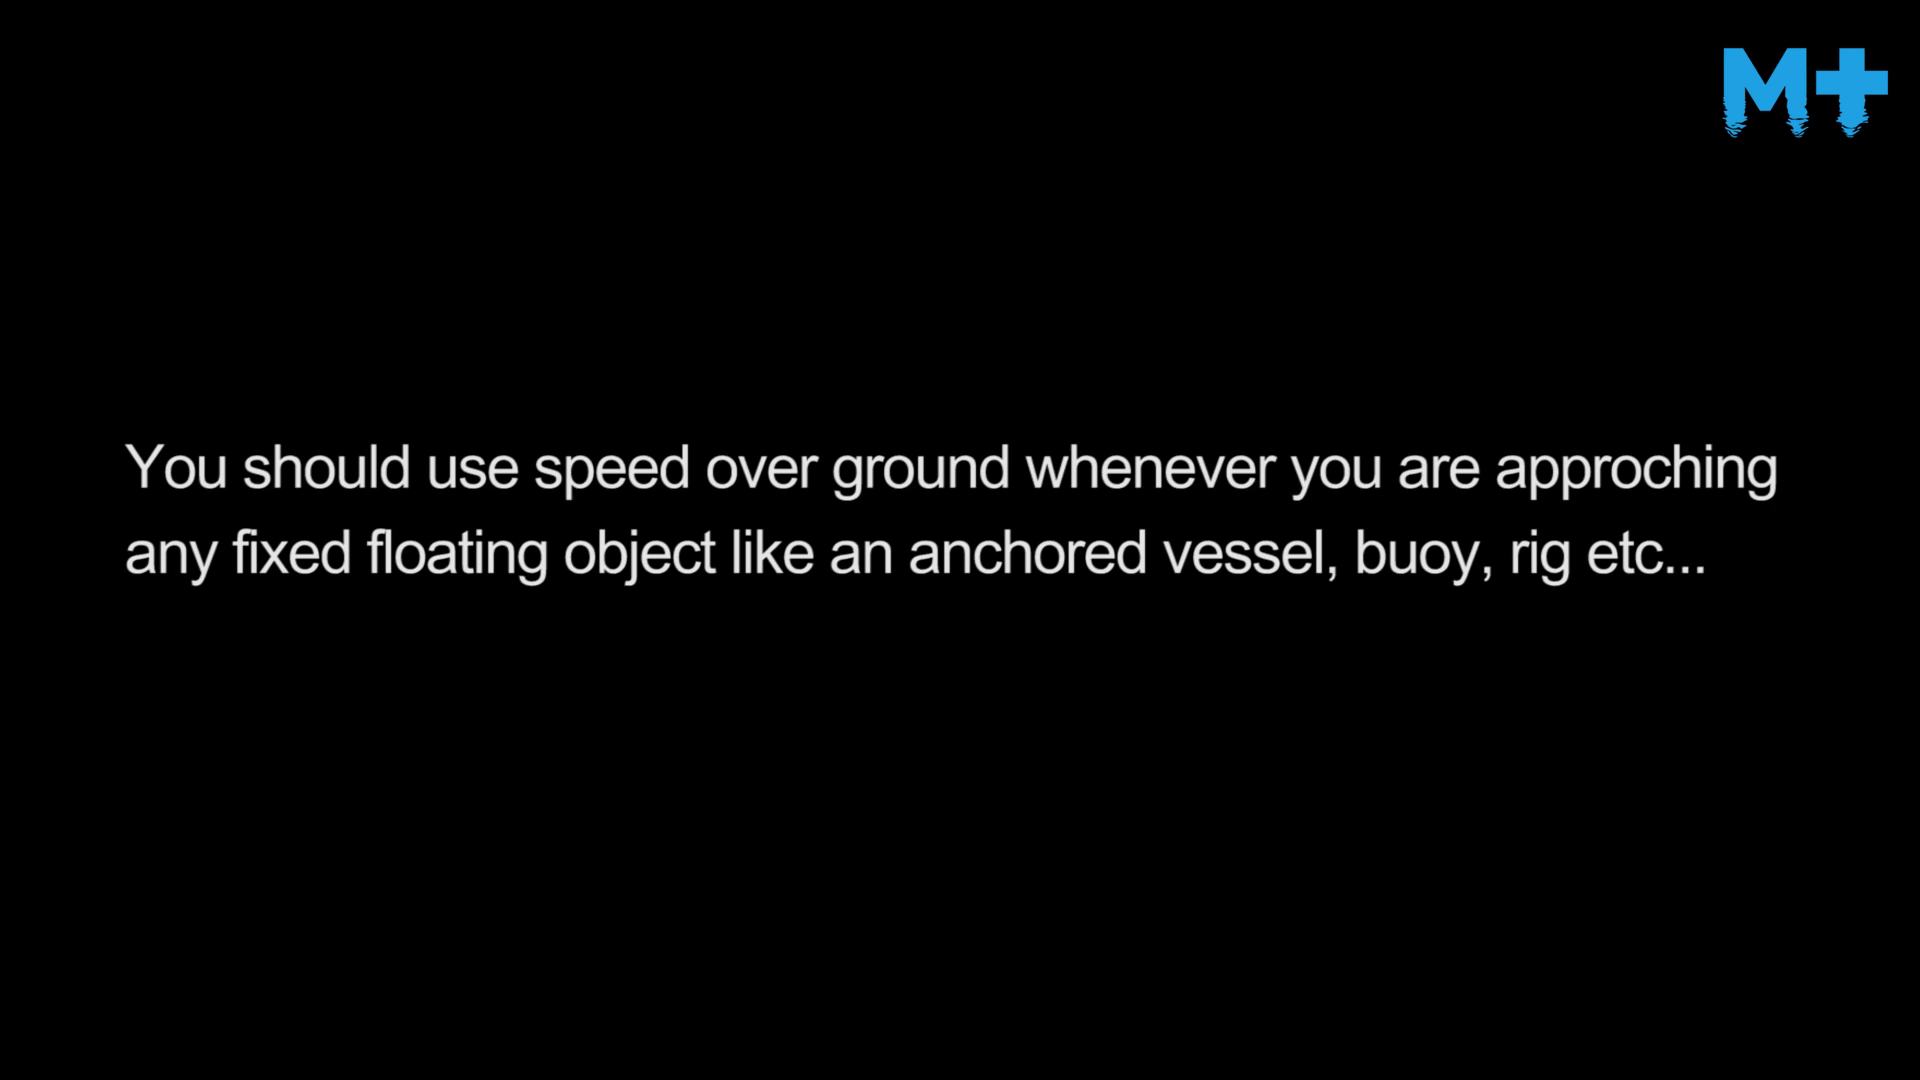 M+
You should use speed over ground whenever you are approching
any fixed floating object like an anchored vessel, buoy, rig etc...